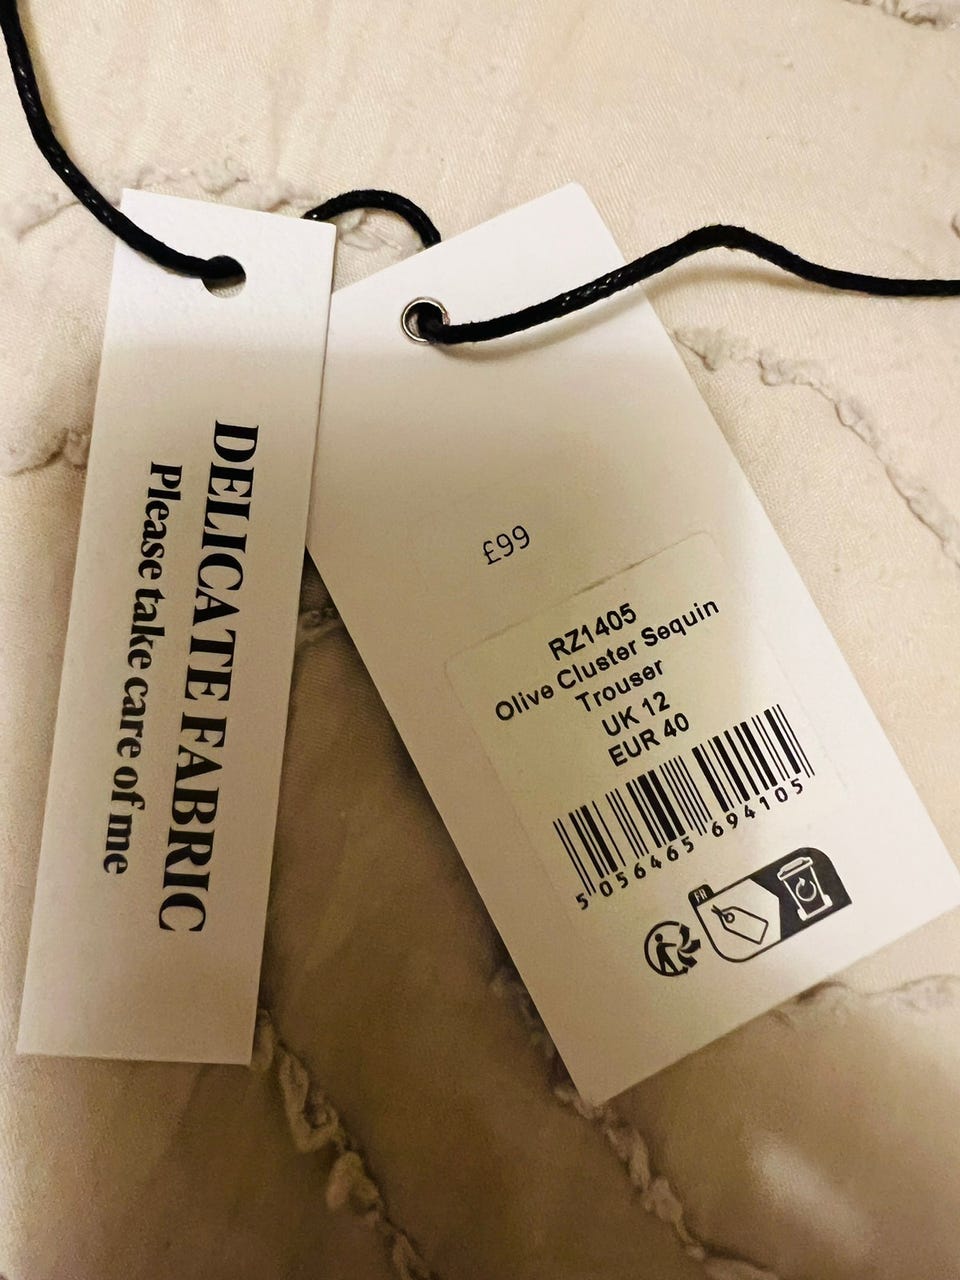 DELICATE FABRIC
Please take care of me
£99
RZ1405
Olive Cluster Sequin
Trouser
UK 12
EUR 40
5 056465 694105
FR